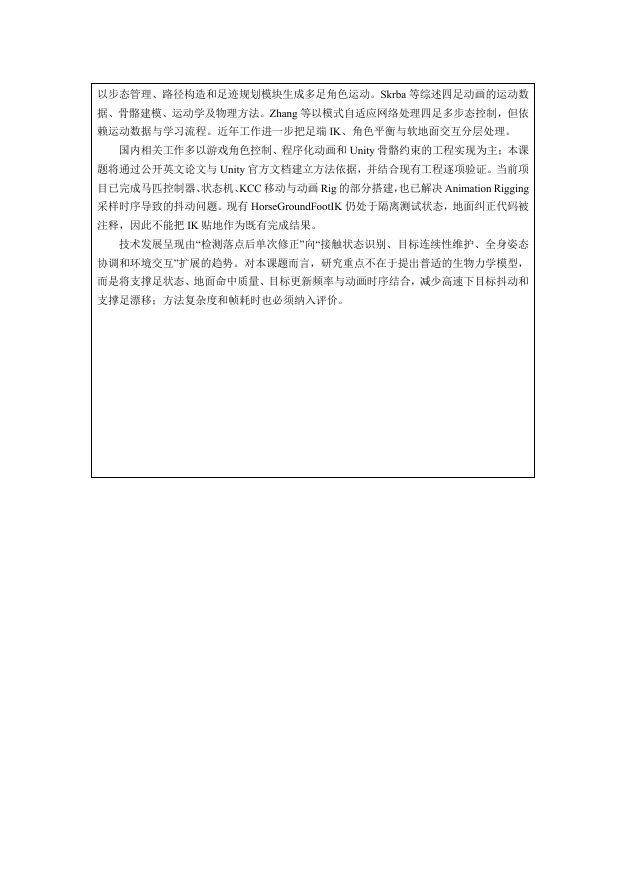 以步态管理、路径构造和足迹规划模块生成多足角色运动。Skrba 等综述四足动画的运动数
据、骨骼建模、运动学及物理方法。Zhang 等以模式自适应网络处理四足多步态控制，但依
赖运动数据与学习流程。近年工作进一步把足端 IK、角色平衡与软地面交互分层处理。
国内相关工作多以游戏角色控制、程序化动画和 Unity 骨骼约束的工程实现为主；本课
题将通过公开英文论文与 Unity 官方文档建立方法依据，并结合现有工程逐项验证。当前项
目已完成马匹控制器、状态机、KCC 移动与动画 Rig 的部分搭建，也已解决 Animation Rigging
采样时序导致的抖动问题。现有 HorseGroundFootIK 仍处于隔离测试状态，地面纠正代码被
注释，因此不能把 IK 贴地作为既有完成结果。
技术发展呈现由“检测落点后单次修正”向“接触状态识别、目标连续性维护、全身姿态
协调和环境交互”扩展的趋势。对本课题而言，研究重点不在于提出普适的生物力学模型，
而是将支撑足状态、地面命中质量、目标更新频率与动画时序结合，减少高速下目标抖动和
支撑足漂移；方法复杂度和帧耗时也必须纳入评价。